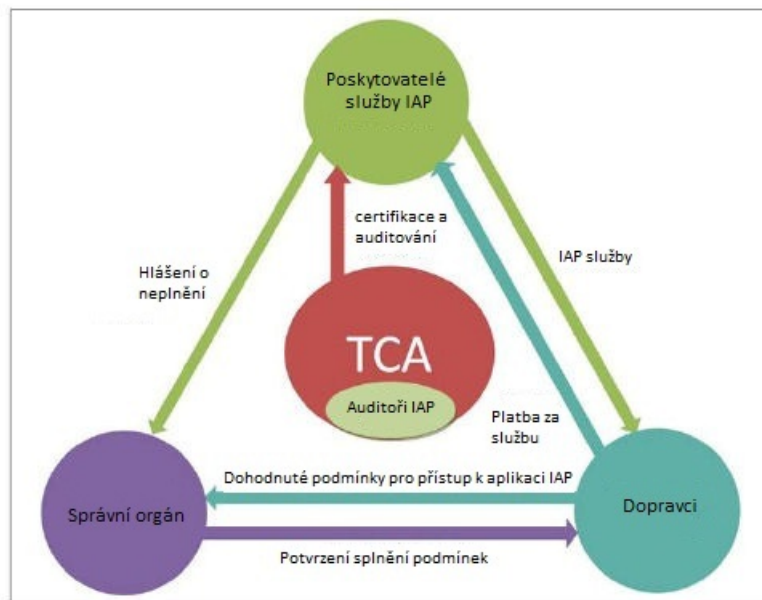 Poskytovatelé
služby IAP
certifikace a
auditování
IAP služby
Hlášení o
neplnění
TCA
Auditoři IAP
Platba za
službu
Dohodnuté podmínky pro přístup k aplikaci IAP
Správní orgán
Dopravci
Potvrzení splnění podmínek